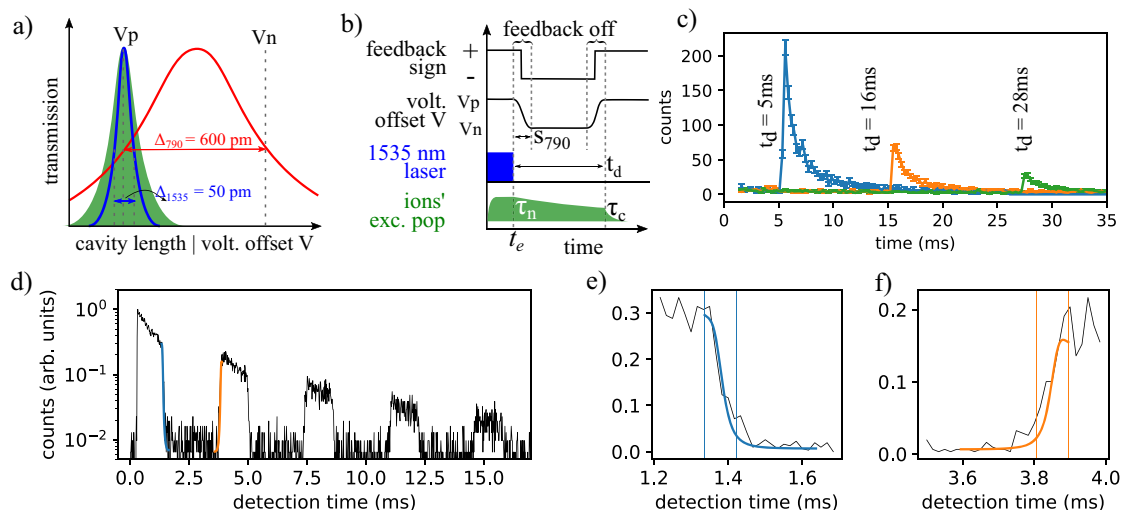 a)
Vp
Vn
transmission
Δ790 = 600 pm
Δ1535 = 50 pm
cavity length | volt. offset V
b)
feedback off
feedback
sign
+
-
volt.
offset V
Vp
Vn
s790
1535 nm
laser
td
ions'
exc. pop
τn
τc
te
time
c)
counts
200
150
100
50
0
td = 5ms
td = 16ms
td = 28ms
0
5
10
15
20
25
30
35
time (ms)
d)
counts (arb. units)
10^0
10^-1
10^-2
0.0
2.5
5.0
7.5
10.0
12.5
15.0
detection time (ms)
e)
0.3
0.2
0.1
0.0
1.2
1.4
1.6
detection time (ms)
f)
0.2
0.1
0.0
3.6
3.8
4.0
detection time (ms)